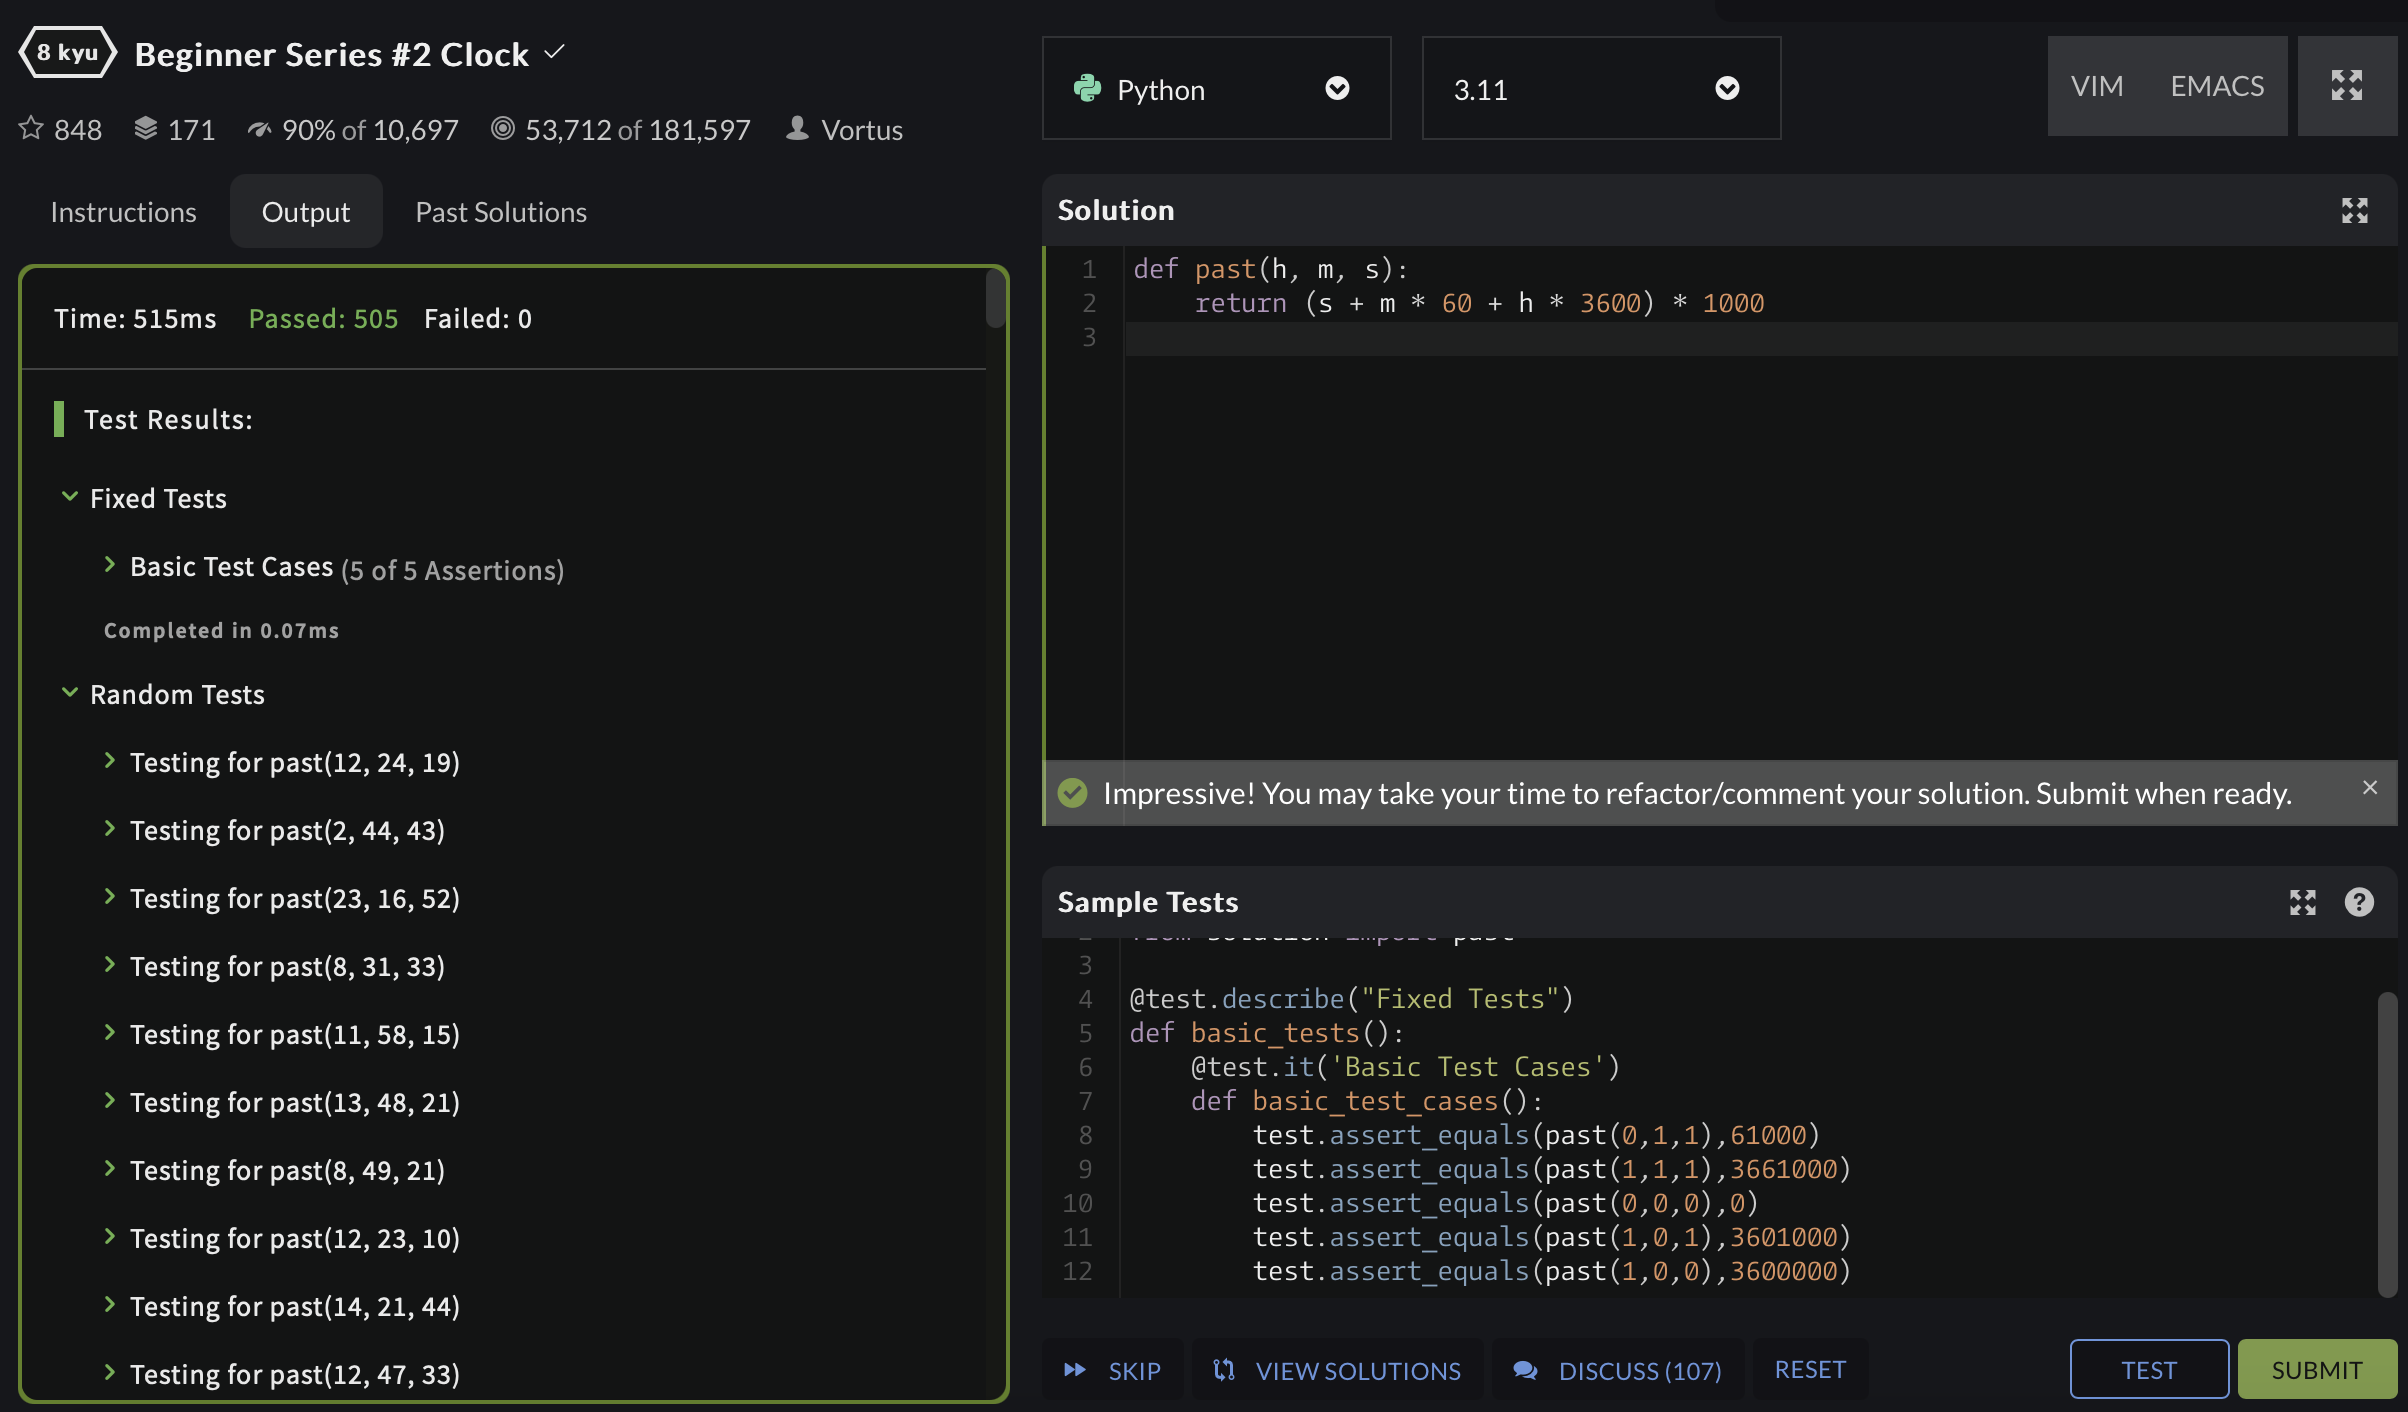 8 kyu Beginner Series #2 Clock
848 171 90% of 10,697 53,712 of 181,597 Vortus
Instructions Output Past Solutions
Time: 515ms Passed: 505 Failed: 0
Test Results:
Fixed Tests
Basic Test Cases (5 of 5 Assertions)
Completed in 0.07ms
Random Tests
Testing for past(12, 24, 19)
Testing for past(2, 44, 43)
Testing for past(23, 16, 52)
Testing for past(8, 31, 33)
Testing for past(11, 58, 15)
Testing for past(13, 48, 21)
Testing for past(8, 49, 21)
Testing for past(12, 23, 10)
Testing for past(14, 21, 44)
Testing for past(12, 47, 33)
Python 3.11 VIM EMACS
Solution
1 def past(h, m, s):
2     return (s + m * 60 + h * 3600) * 1000
3
Impressive! You may take your time to refactor/comment your solution. Submit when ready.
Sample Tests
2 from solution import past
3
4 @test.describe("Fixed Tests")
5 def basic_tests():
6     @test.it('Basic Test Cases')
7     def basic_test_cases():
8         test.assert_equals(past(0,1,1),61000)
9         test.assert_equals(past(1,1,1),3661000)
10         test.assert_equals(past(0,0,0),0)
11         test.assert_equals(past(1,0,1),3601000)
12         test.assert_equals(past(1,0,0),3600000)
SKIP VIEW SOLUTIONS DISCUSS (107) RESET TEST SUBMIT